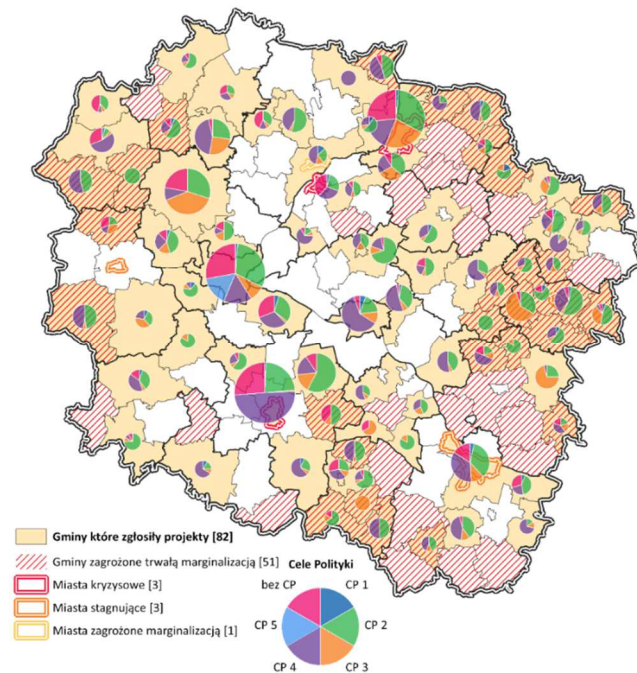 Gminy które zgłosiły projekty [82]
Gminy zagrożone trwałą marginalizacją [51]
Miasta kryzysowe [3]
Miasta stagnujące [3]
Miasta zagrożone marginalizacją [1]
Cele Polityki
bez CP
CP 1
CP 5
CP 2
CP 4
CP 3